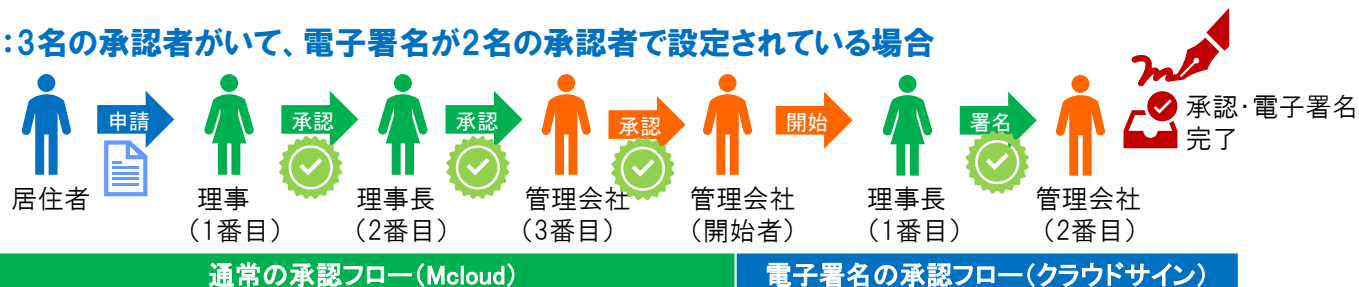 ：3名の承認者がいて、電子署名が2名の承認者で設定されている場合
申請
承認
承認
承認
開始
署名
承認・電子署名
完了
居住者
理事
（1番目）
理事長
（2番目）
管理会社
（3番目）
管理会社
（開始者）
理事長
（1番目）
管理会社
（2番目）
通常の承認フロー（Mcloud）
電子署名の承認フロー（クラウドサイン）